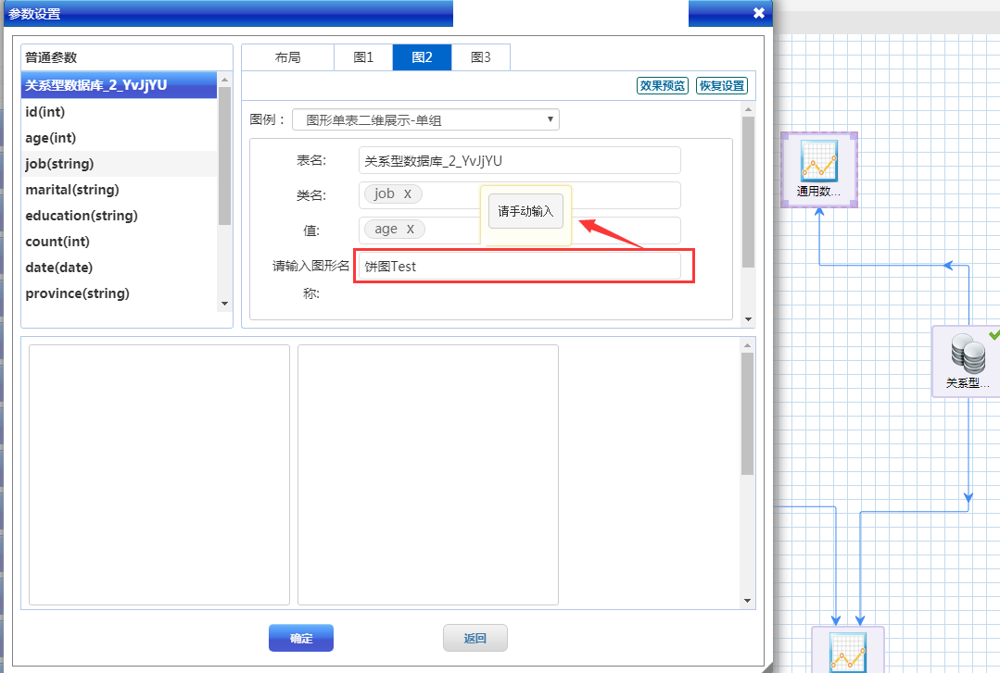 参数设置
普通参数
关系型数据库_2_YvJjYU
id(int)
age(int)
job(string)
marital(string)
education(string)
count(int)
date(date)
province(string)
布局
图1
图2
图3
效果预览
恢复设置
图例：
图形单表二维展示-单组
表名:
关系型数据库_2_YvJjYU
类名:
job X
值:
age X
请手动输入
请输入图形名
称:
饼图Test
确定
返回
通用数...
关系型...